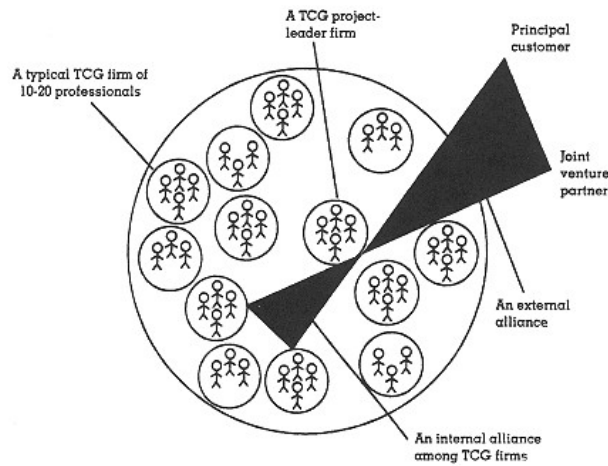 A TCG project-
leader firm
Principal
customer
A typical TCG firm of
10-20 professionals
Joint
venture
partner
An external
alliance
An internal alliance
among TCG firms